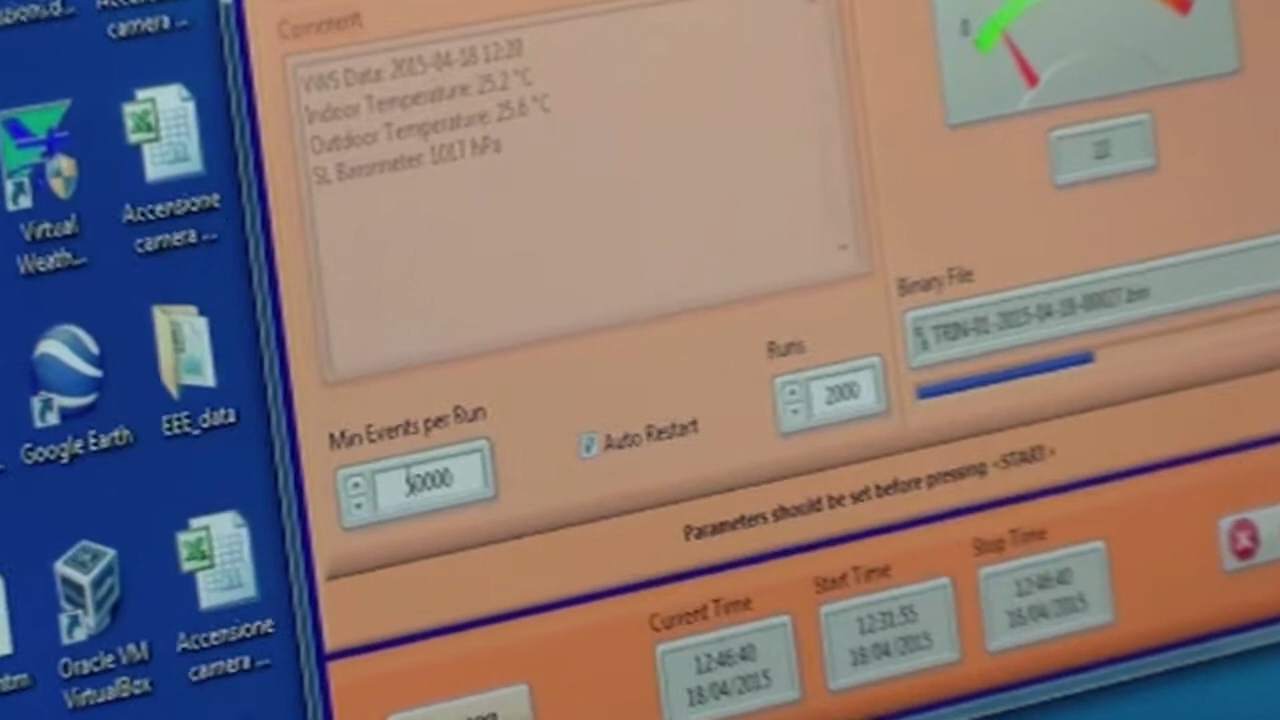 camera ...
Accensione
camera ...
Virtual
Weath...
Google Earth
EEE_data
Oracle VM
VirtualBox
Accensione
camera ...
Comment
VWS Data: 2015-04-18 12:20
Indoor Temperature: 25.2 °C
Outdoor Temperature: 25.6 °C
SL Barometer: 1017 hPa
0
Binary File
Runs
2000
Min Events per Run
50000
Auto Restart
Parameters should be set before pressing <START>
Current Time
12:46:40
18/04/2015
Start Time
12:31:55
18/04/2015
Stop Time
12:46:40
18/04/2015